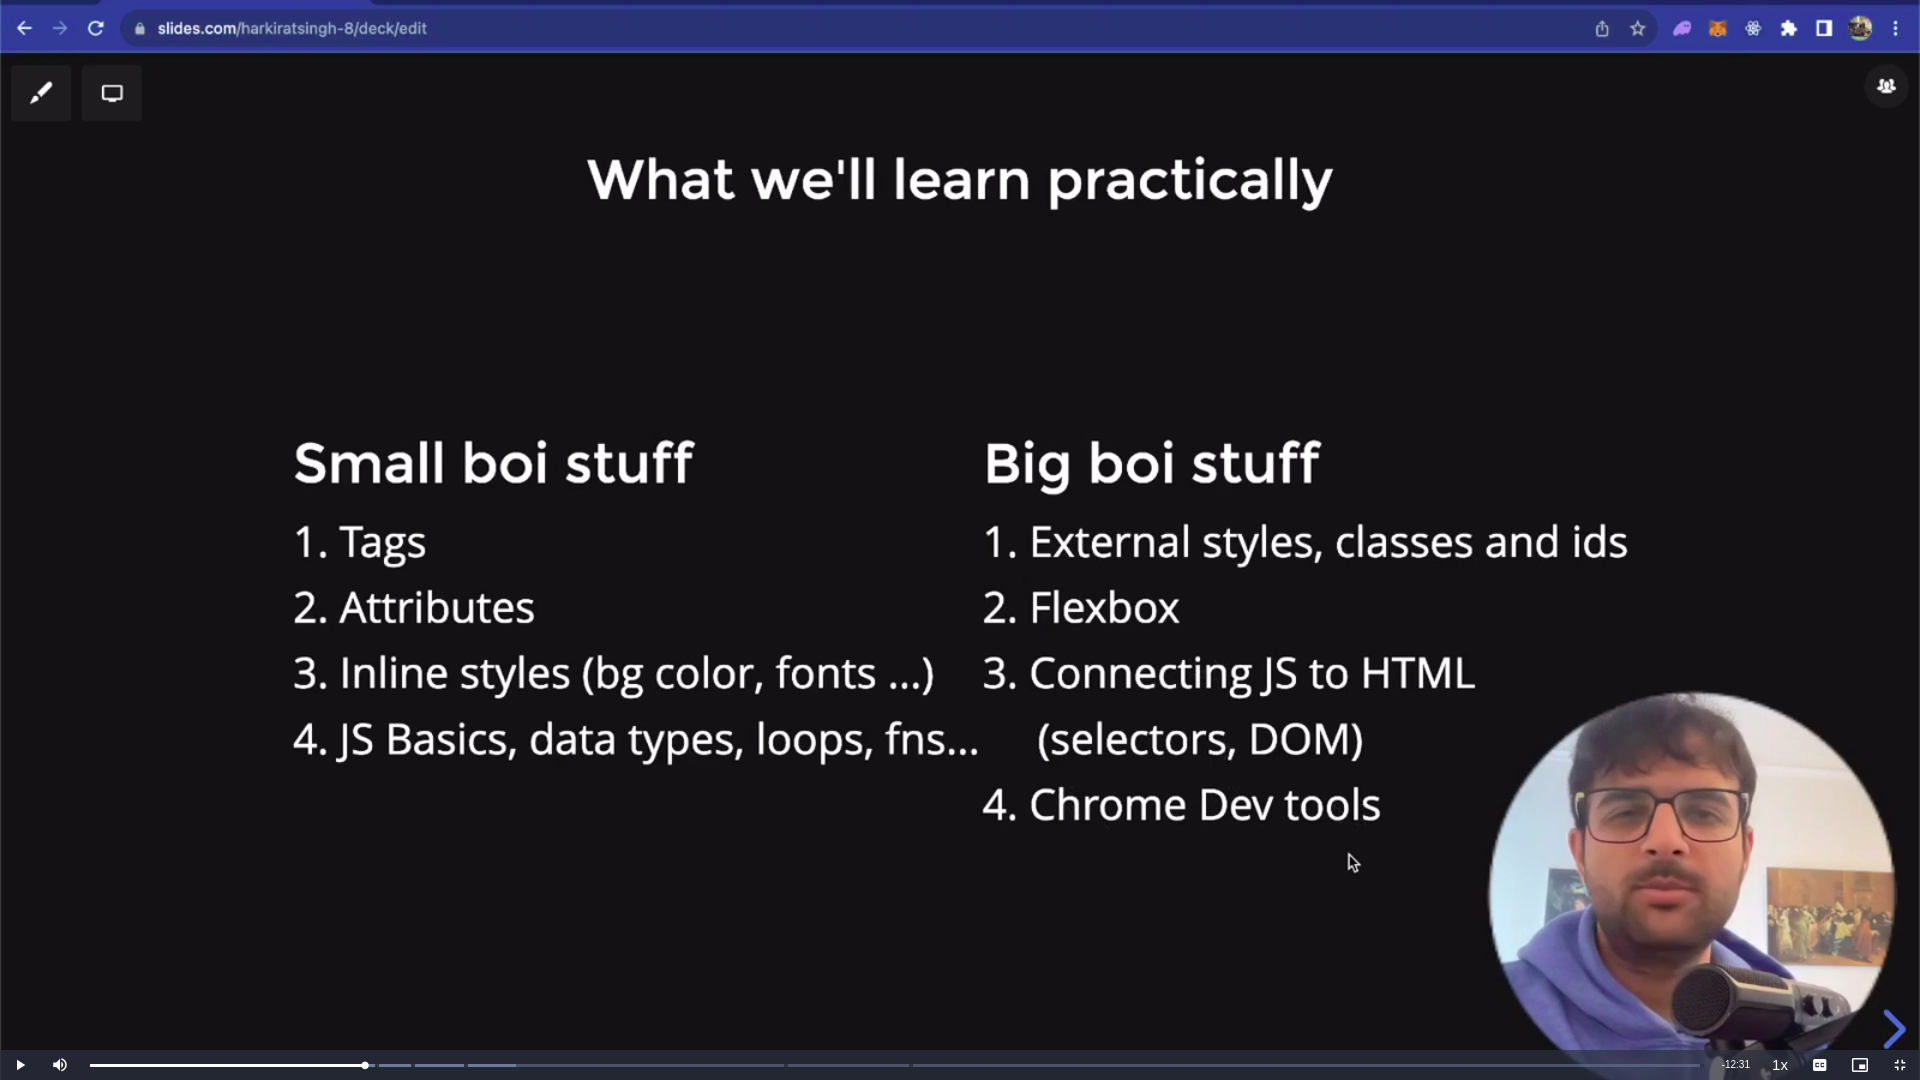 slides.com/harkiratsingh-8/deck/edit
What we'll learn practically
Small boi stuff
1. Tags
2. Attributes
3. Inline styles (bg color, fonts ...)
4. JS Basics, data types, loops, fns...
Big boi stuff
1. External styles, classes and ids
2. Flexbox
3. Connecting JS to HTML
(selectors, DOM)
4. Chrome Dev tools
-12:31
1x
CC